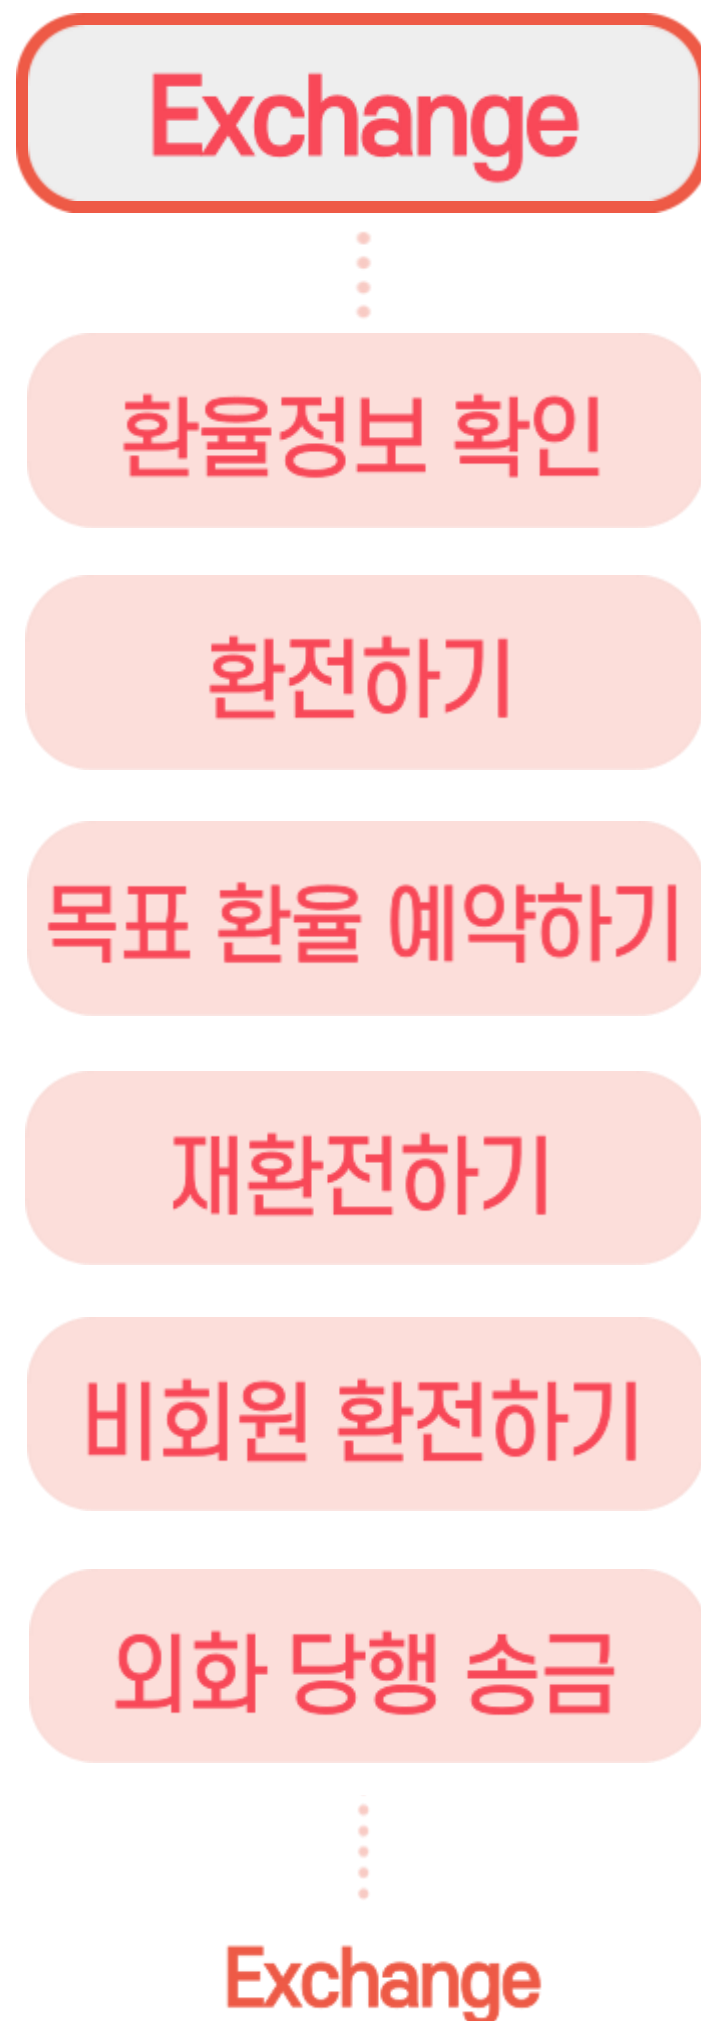 Exchange
환율정보 확인
환전하기
목표 환율 예약하기
재환전하기
비회원 환전하기
외화 당행 송금
Exchange